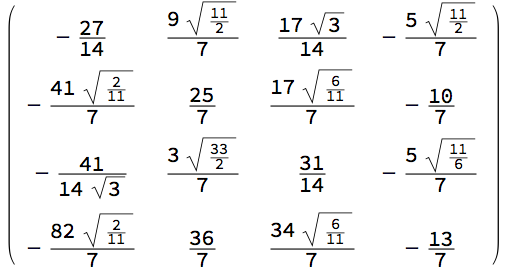 ( -27/14 9√(11/2)/7 17√3/14 -5√(11/2)/7 )
( -41√(2/11)/7 25/7 17√(6/11)/7 -10/7 )
( -41/(14√3) 3√(33/2)/7 31/14 -5√(11/6)/7 )
( -82√(2/11)/7 36/7 34√(6/11)/7 -13/7 )